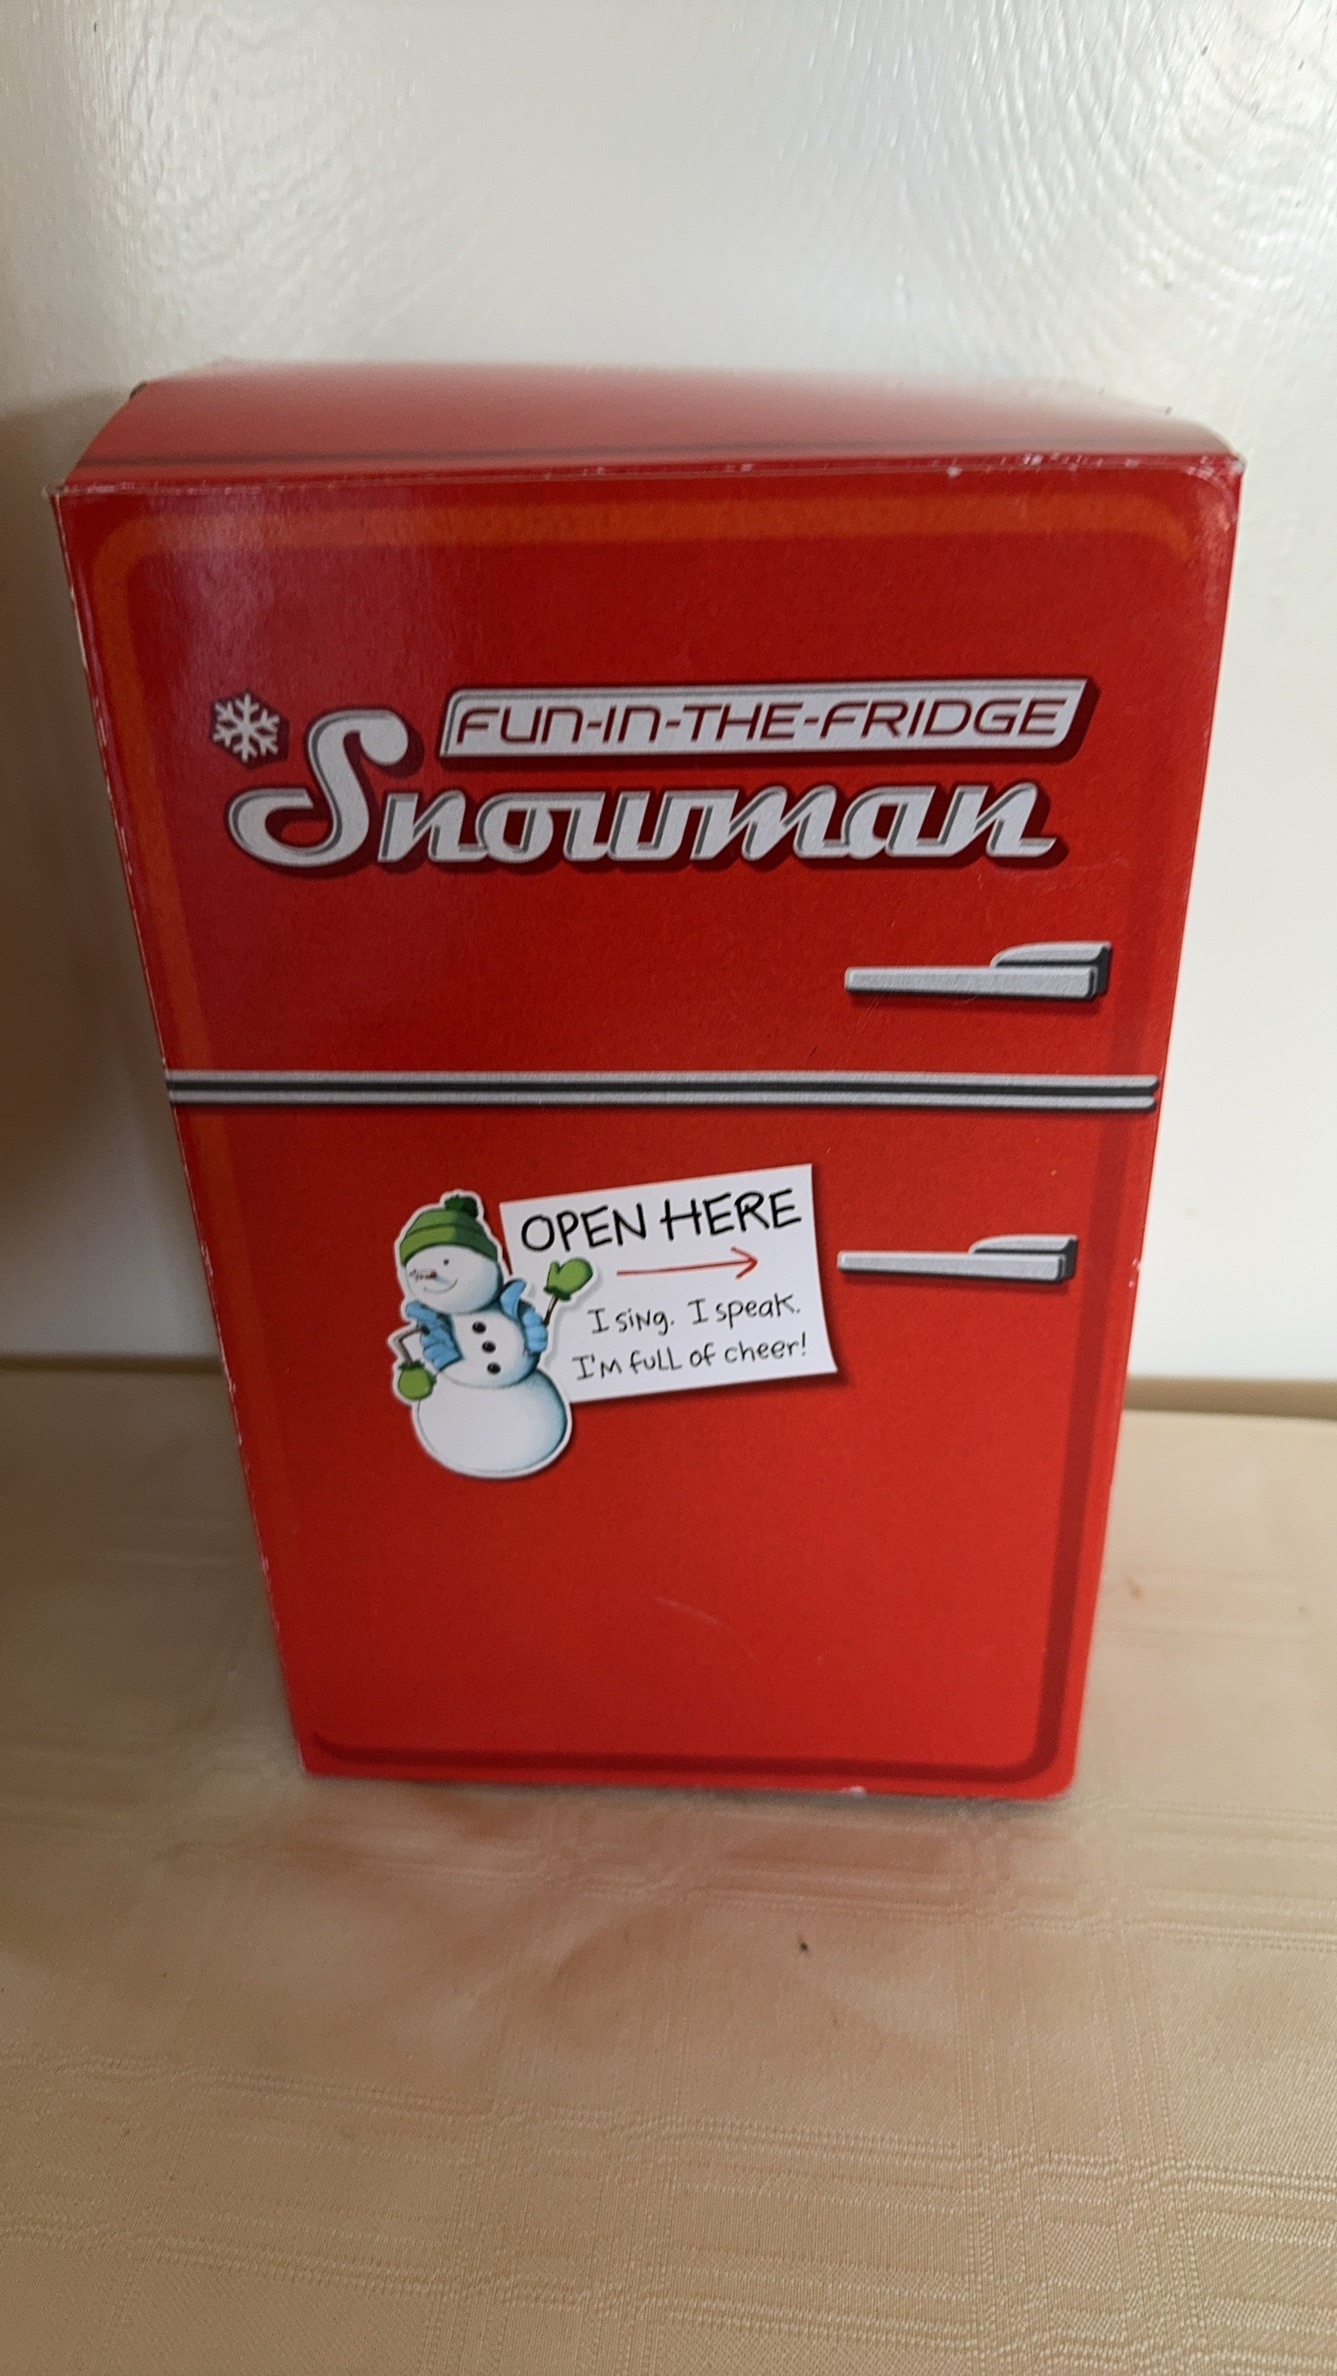 FUN-IN-THE-FRIDGE
Snowman
OPEN HERE
I sing. I speak.
I'm full of cheer!